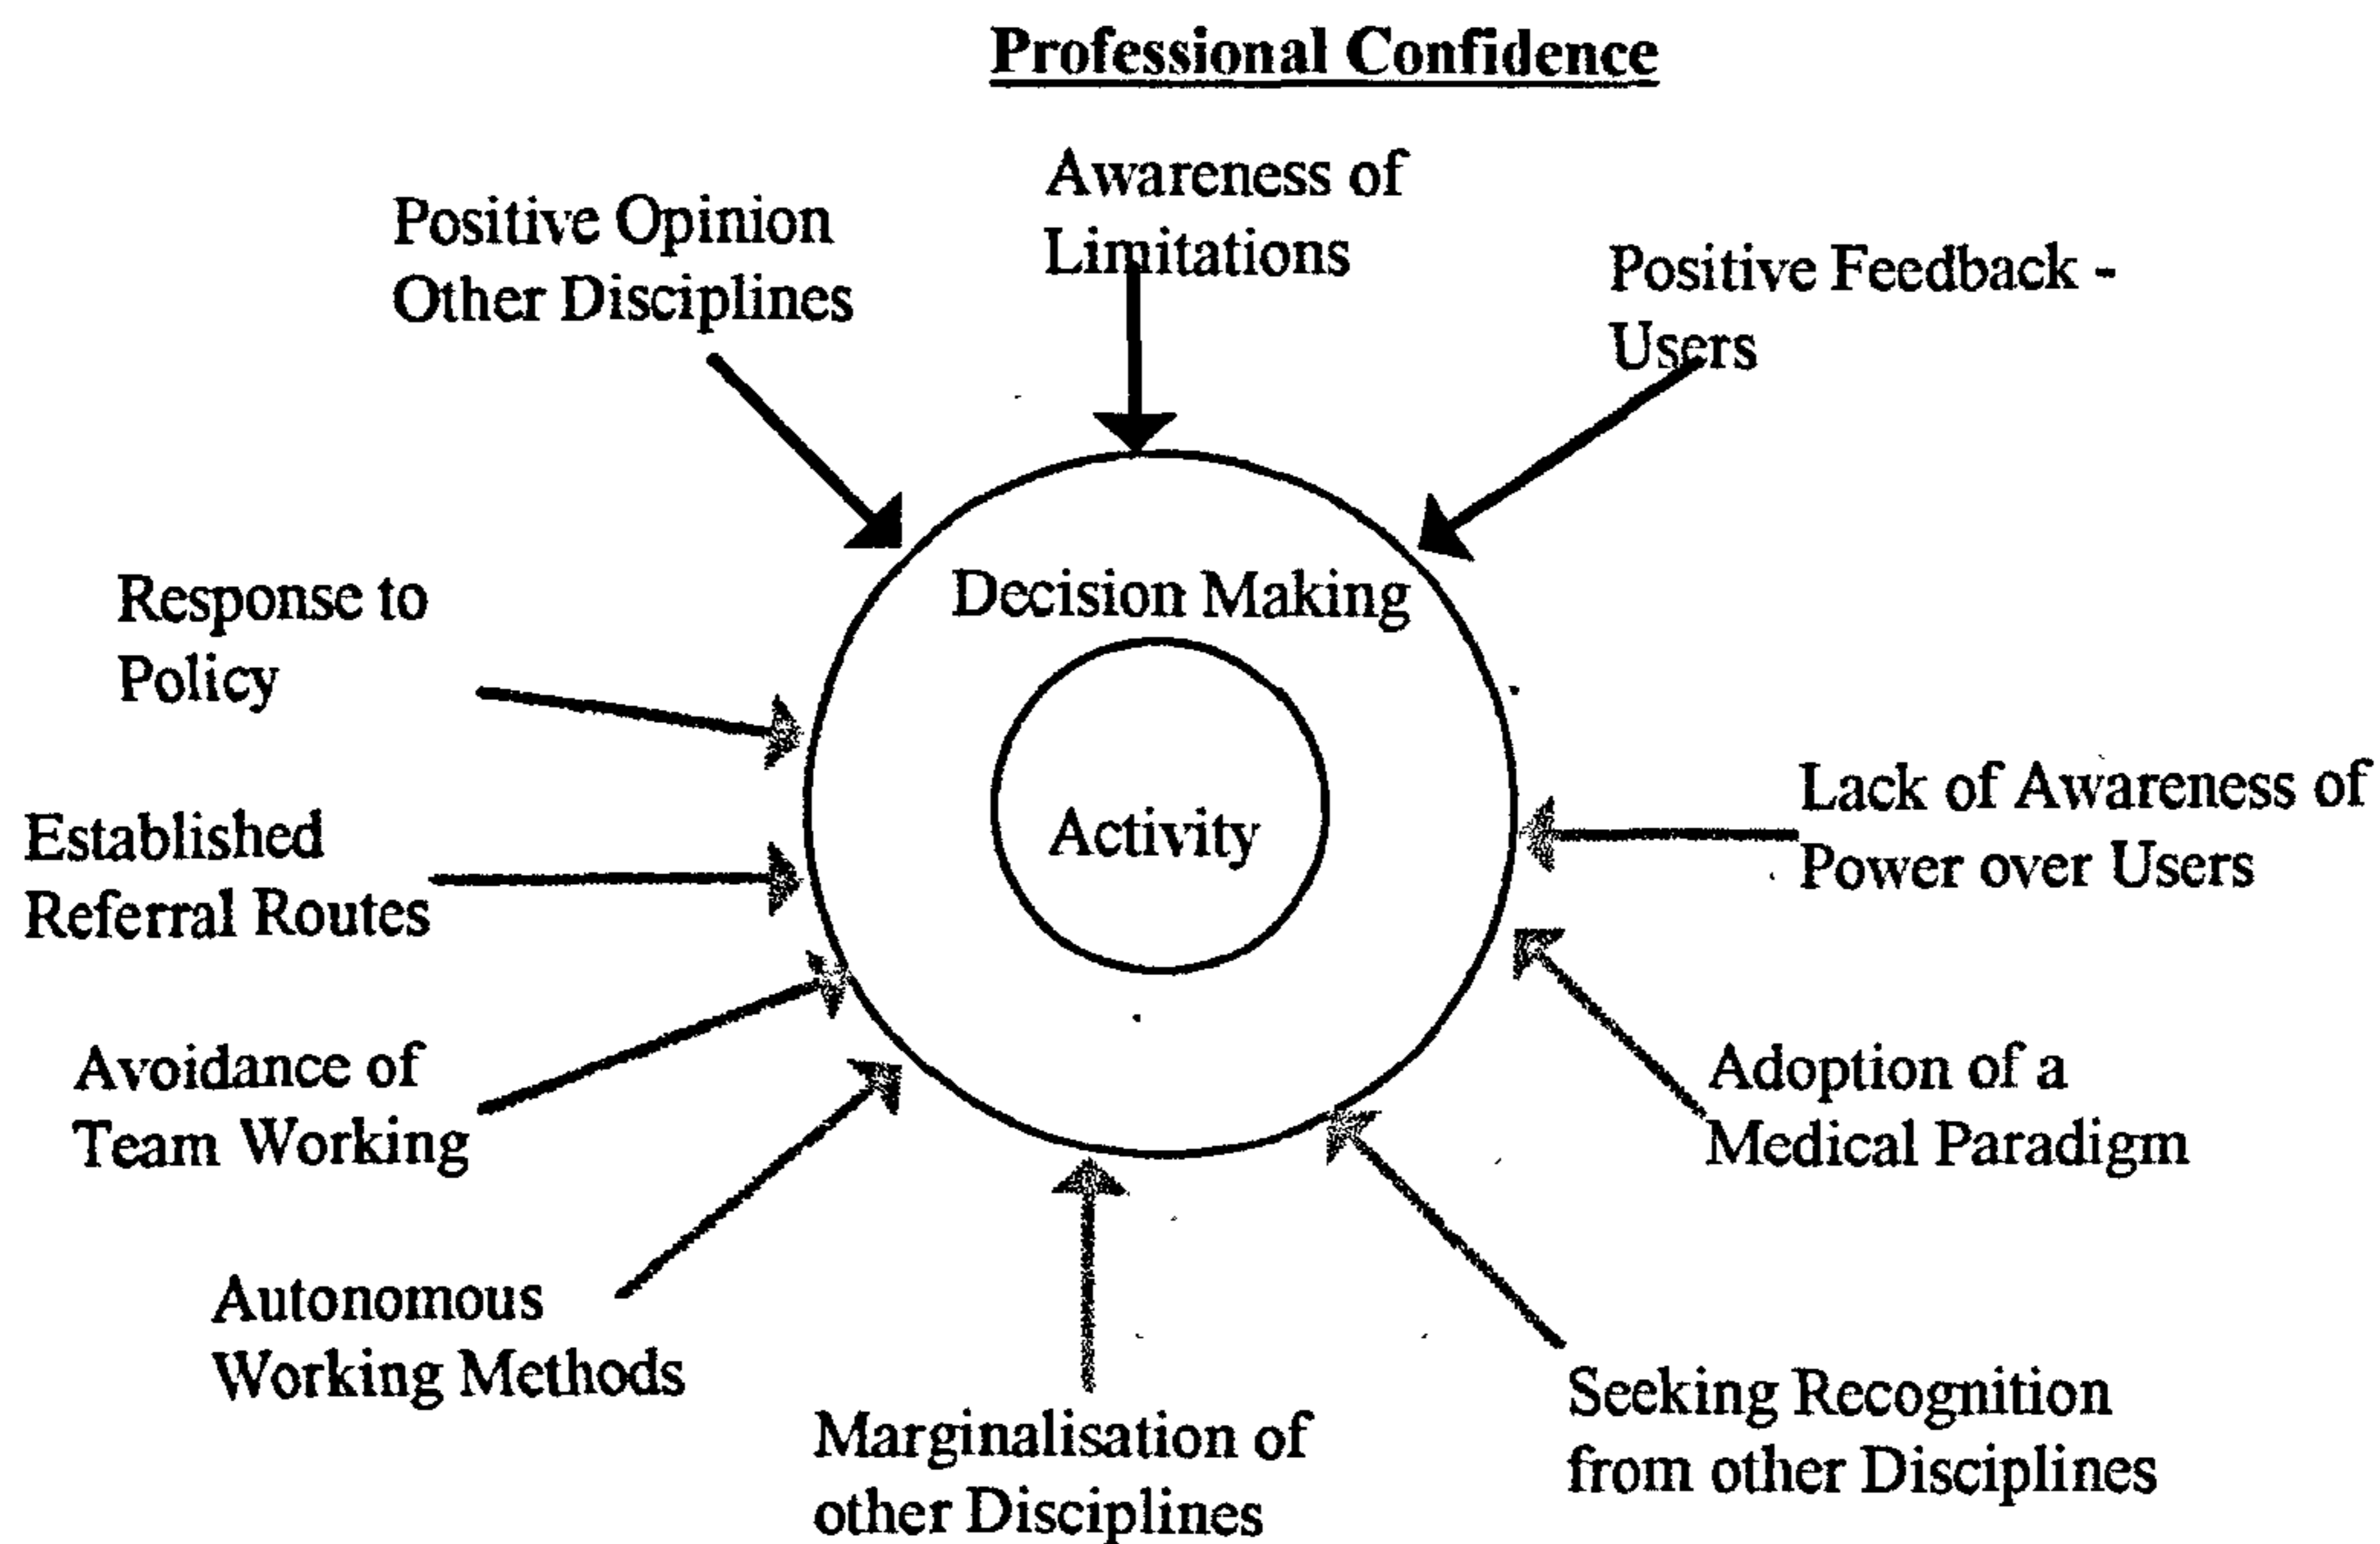 Professional Confidence
Awareness of
Limitations
Positive Opinion
Other Disciplines
Positive Feedback -
Users
Decision Making
Response to
Policy
Activity
Lack of Awareness of
Power over Users
Established
Referral Routes
Avoidance of
Team Working
Adoption of a
Medical Paradigm
Autonomous
Working Methods
Marginalisation of
other Disciplines
Seeking Recognition
from other Disciplines